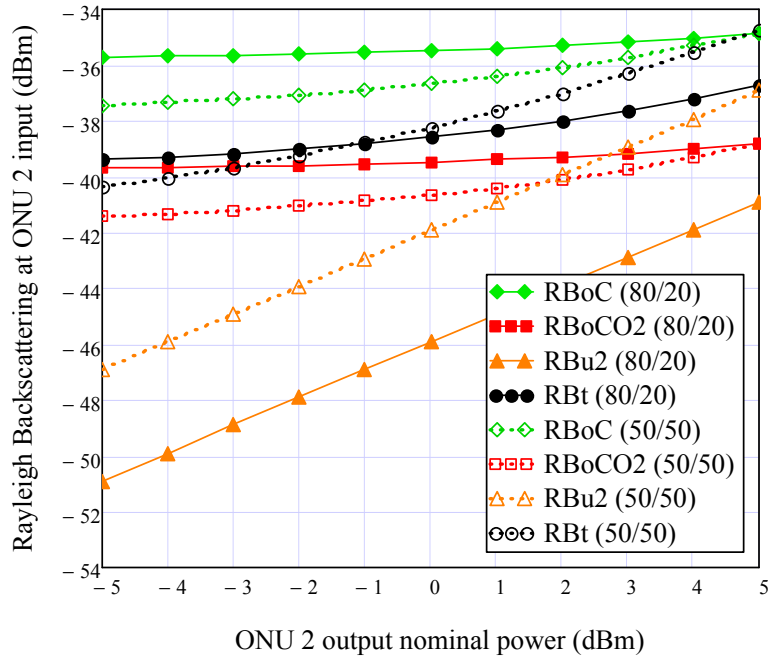 Rayleigh Backscattering at ONU 2 input (dBm)
− 34
− 36
− 38
− 40
− 42
− 44
− 46
− 48
− 50
− 52
− 54
RBoC (80/20)
RBoCO2 (80/20)
RBu2 (80/20)
RBt (80/20)
RBoC (50/50)
RBoCO2 (50/50)
RBu2 (50/50)
RBt (50/50)
− 5 − 4 − 3 − 2 − 1 0 1 2 3 4 5
ONU 2 output nominal power (dBm)